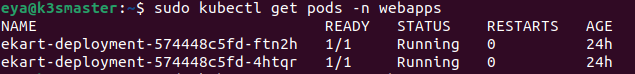 eya@k3smaster:~$ sudo kubectl get pods -n webapps
NAME READY STATUS RESTARTS AGE
ekart-deployment-574448c5fd-ftn2h 1/1 Running 0 24h
ekart-deployment-574448c5fd-4htqr 1/1 Running 0 24h